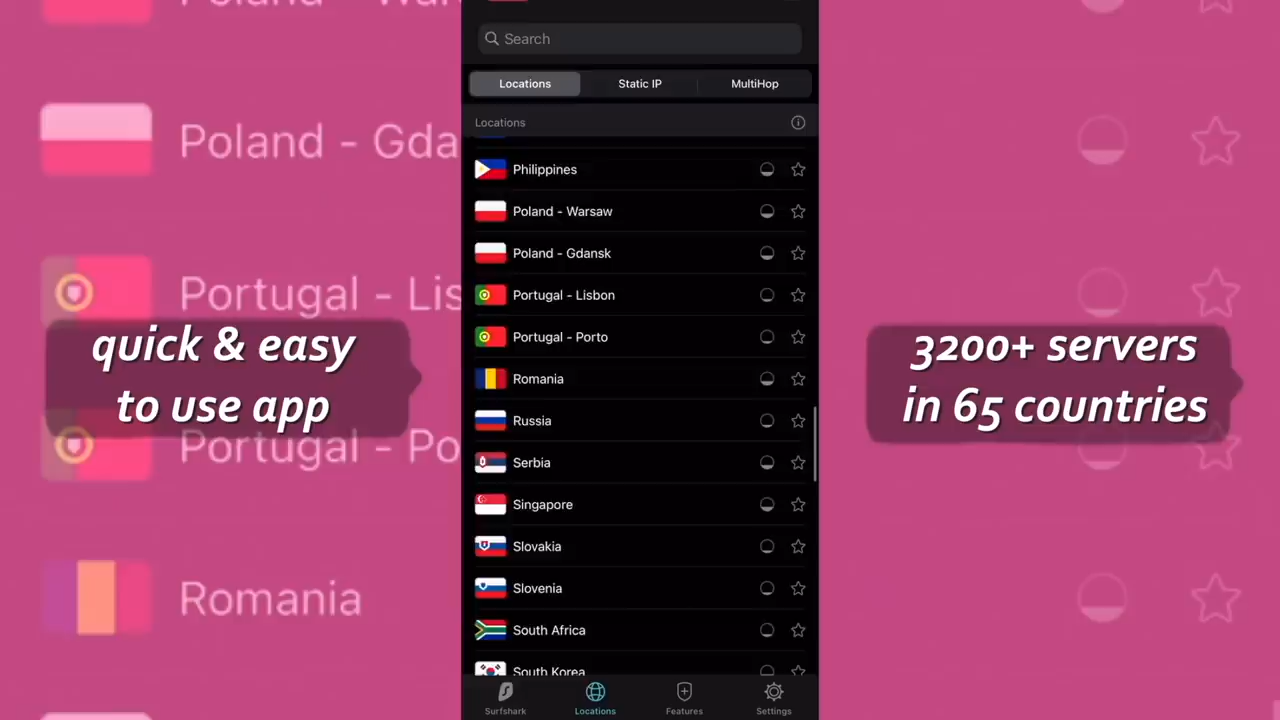 Poland - Gda
Portugal - Lis
Portugal - Po
Romania
quick & easy
to use app
Search
Locations
Static IP
MultiHop
Locations
Philippines
Poland - Warsaw
Poland - Gdansk
Portugal - Lisbon
Portugal - Porto
Romania
Russia
Serbia
Singapore
Slovakia
Slovenia
South Africa
South Korea
Surfshark
Locations
Features
Settings
3200+ servers
in 65 countries